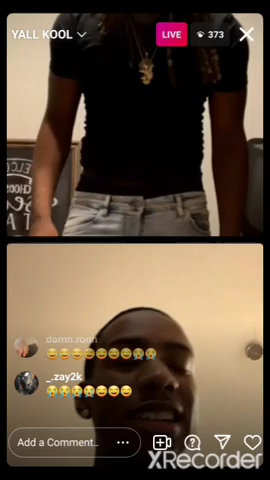 YALL KOOL
LIVE
373
damn.ronn
😂😂😂😂😂😂😂😭😭
_.zay2k
😭😭😭😭😂😂😂
Add a Comment..
XRecorder